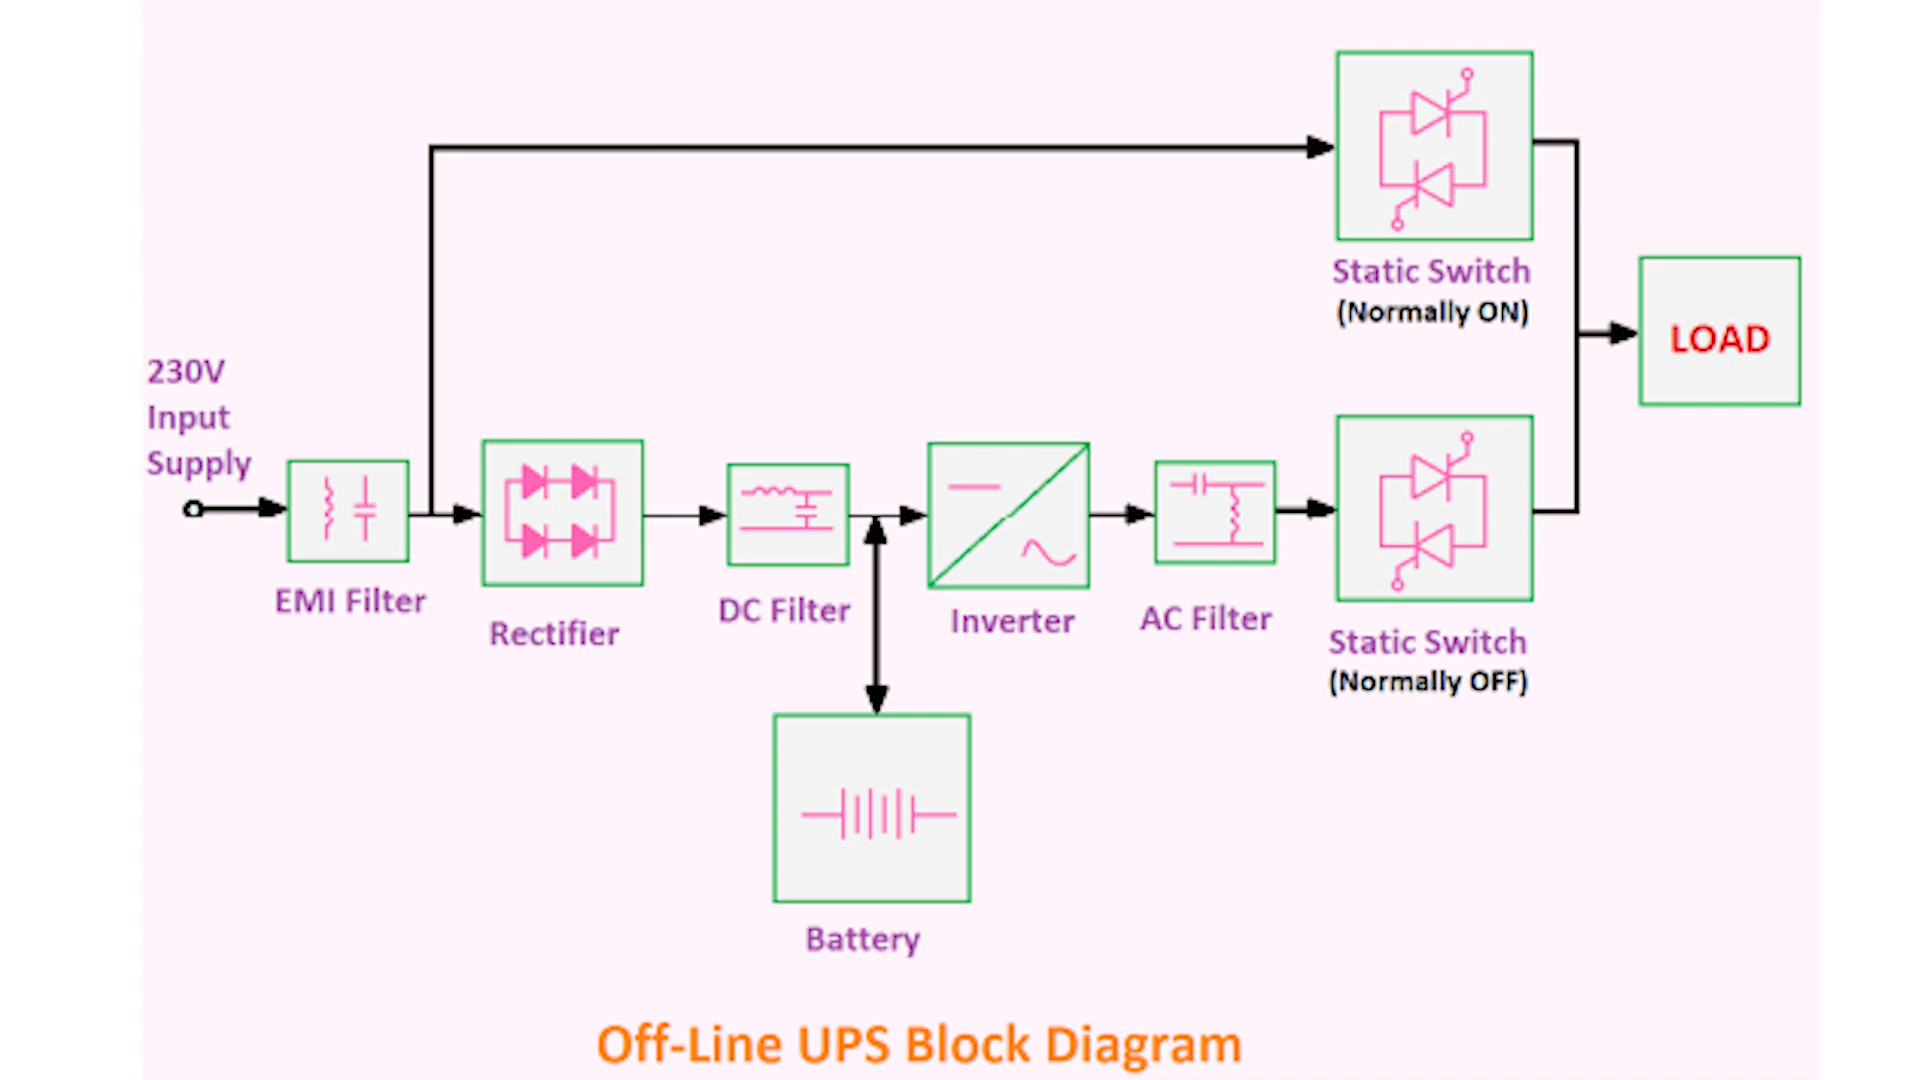 Static Switch
(Normally ON)
LOAD
230V
Input
Supply
EMI Filter
Rectifier
DC Filter
Inverter
AC Filter
Static Switch
(Normally OFF)
Battery
Off-Line UPS Block Diagram